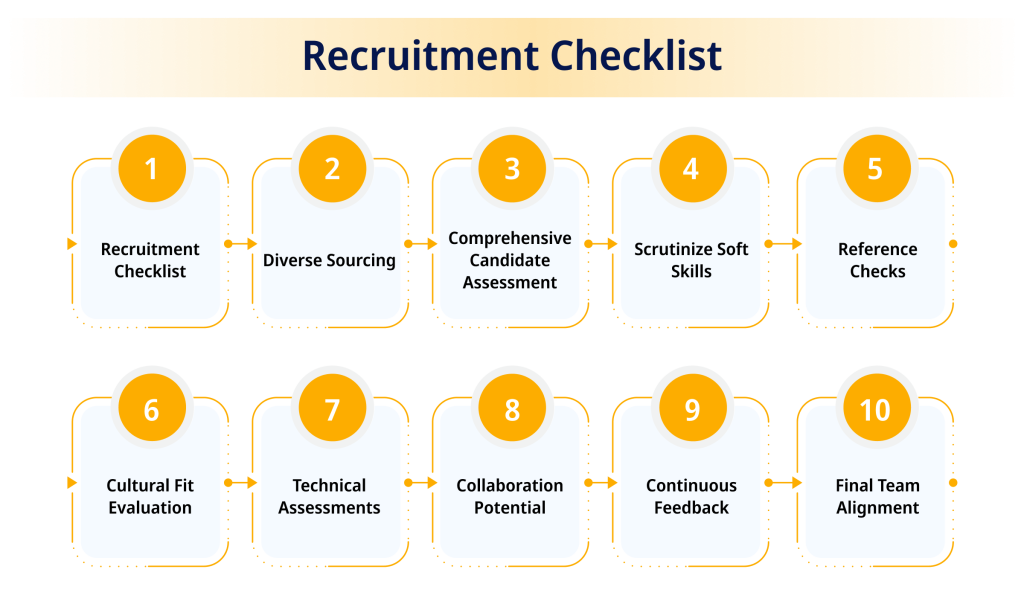 Recruitment Checklist
1
Recruitment
Checklist
2
Diverse Sourcing
3
Comprehensive
Candidate
Assessment
4
Scrutinize Soft
Skills
5
Reference
Checks
6
Cultural Fit
Evaluation
7
Technical
Assessments
8
Collaboration
Potential
9
Continuous
Feedback
10
Final Team
Alignment